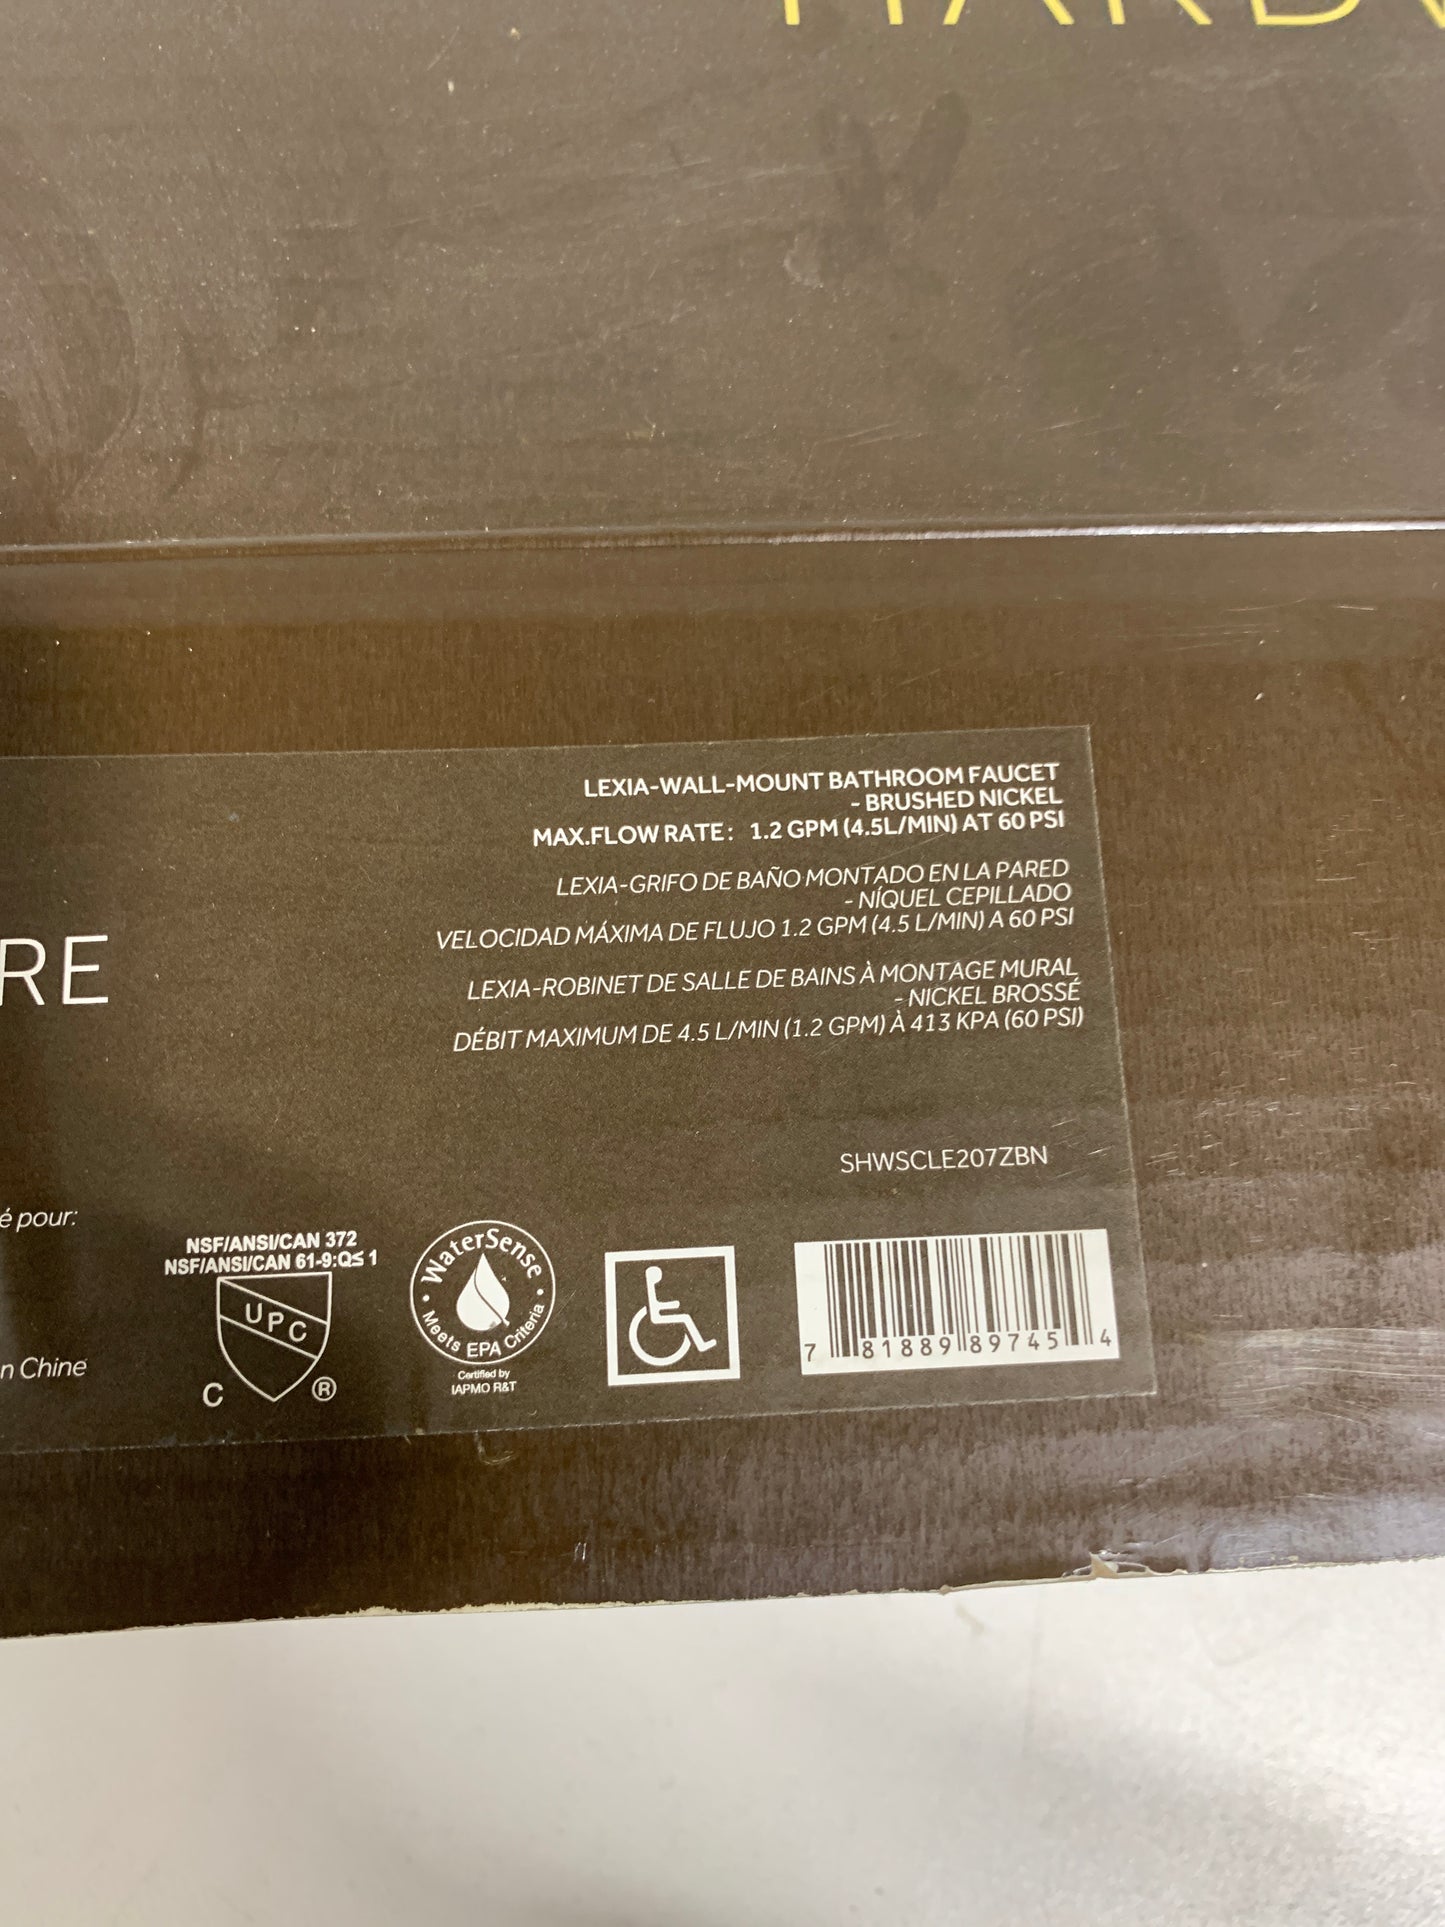 LEXIA-WALL-MOUNT BATHROOM FAUCET
- BRUSHED NICKEL
MAX.FLOW RATE: 1.2 GPM (4.5L/MIN) AT 60 PSI
LEXIA-GRIFO DE BAÑO MONTADO EN LA PARED
- NÍQUEL CEPILLADO
VELOCIDAD MÁXIMA DE FLUJO 1.2 GPM (4.5 L/MIN) A 60 PSI
LEXIA-ROBINET DE SALLE DE BAINS À MONTAGE MURAL
- NICKEL BROSSÉ
DÉBIT MAXIMUM DE 4.5 L/MIN (1.2 GPM) À 413 KPA (60 PSI)
RE
SHWSCLE207ZBN
é pour:
NSF/ANSI/CAN 372
NSF/ANSI/CAN 61-9:Q≤ 1
UPC
C ®
WaterSense
Meets EPA Criteria
Certified by
IAPMO R&T
7 81889 89745 4
n Chine